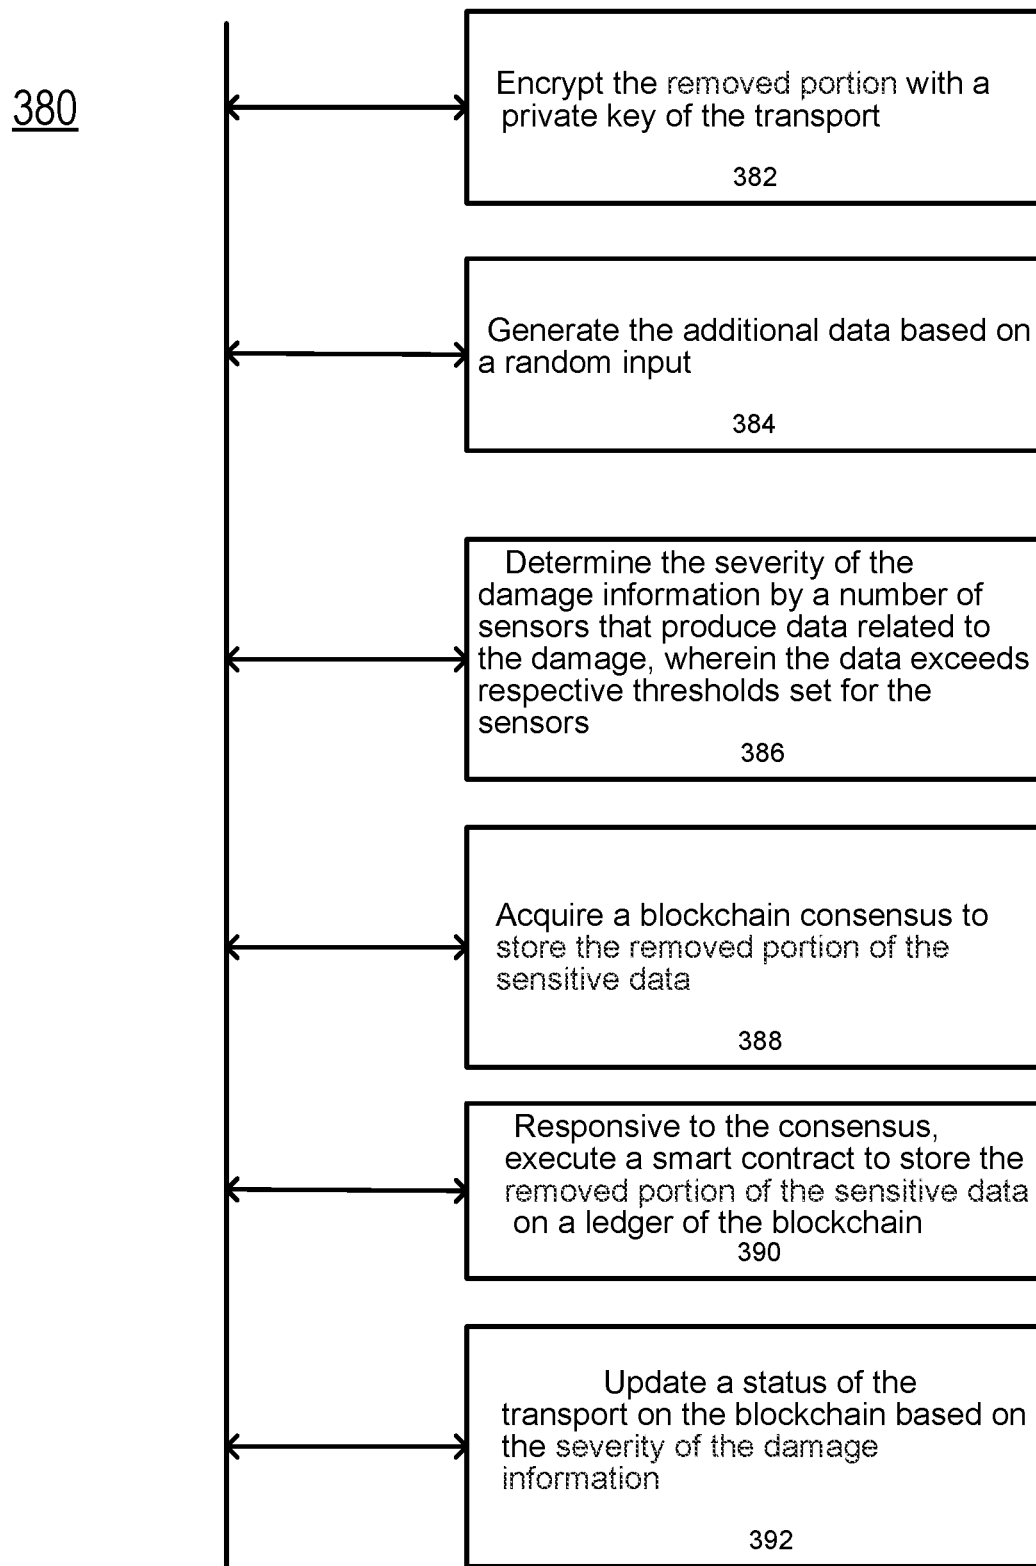 380
Encrypt the removed portion with a
private key of the transport
382
Generate the additional data based on
a random input
384
Determine the severity of the
damage information by a number of
sensors that produce data related to
the damage, wherein the data exceeds
respective thresholds set for the
sensors
386
Acquire a blockchain consensus to
store the removed portion of the
sensitive data
388
Responsive to the consensus,
execute a smart contract to store the
removed portion of the sensitive data
on a ledger of the blockchain
390
Update a status of the
transport on the blockchain based on
the severity of the damage
information
392